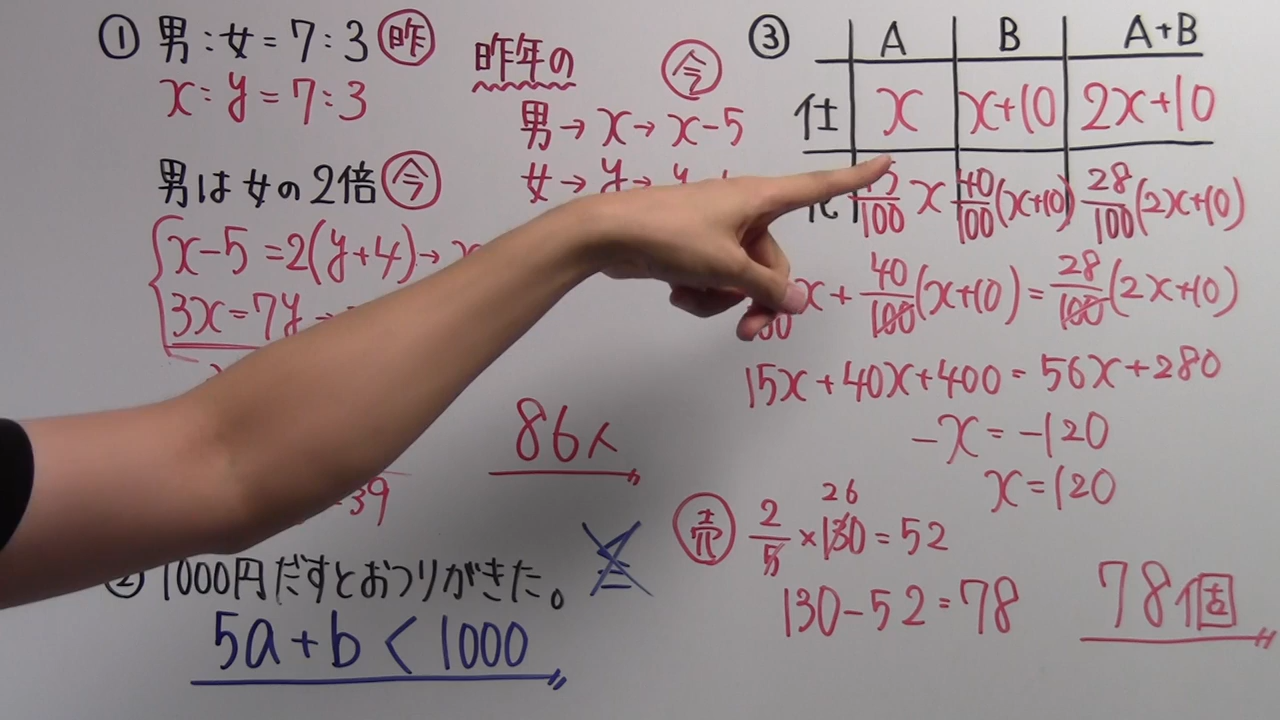 ① 男:女=7:3 昨
x:y=7:3
昨年の 今
男→x→x-5
女→y→
男は女の2倍 今
x-5=2(y+4)→
3x=7y
39
86人
② 1000円だすとおつりがきた。
5a+b<1000
③ A B A+B
仕 x x+10 2x+10
15/100 x 40/100 (x+10) 28/100 (2x+10)
x+40/100(x+10)=28/100(2x+10)
15x+40x+400=56x+280
-x=-120
x=120
売 2/5×130=52
26
130-52=78
78個